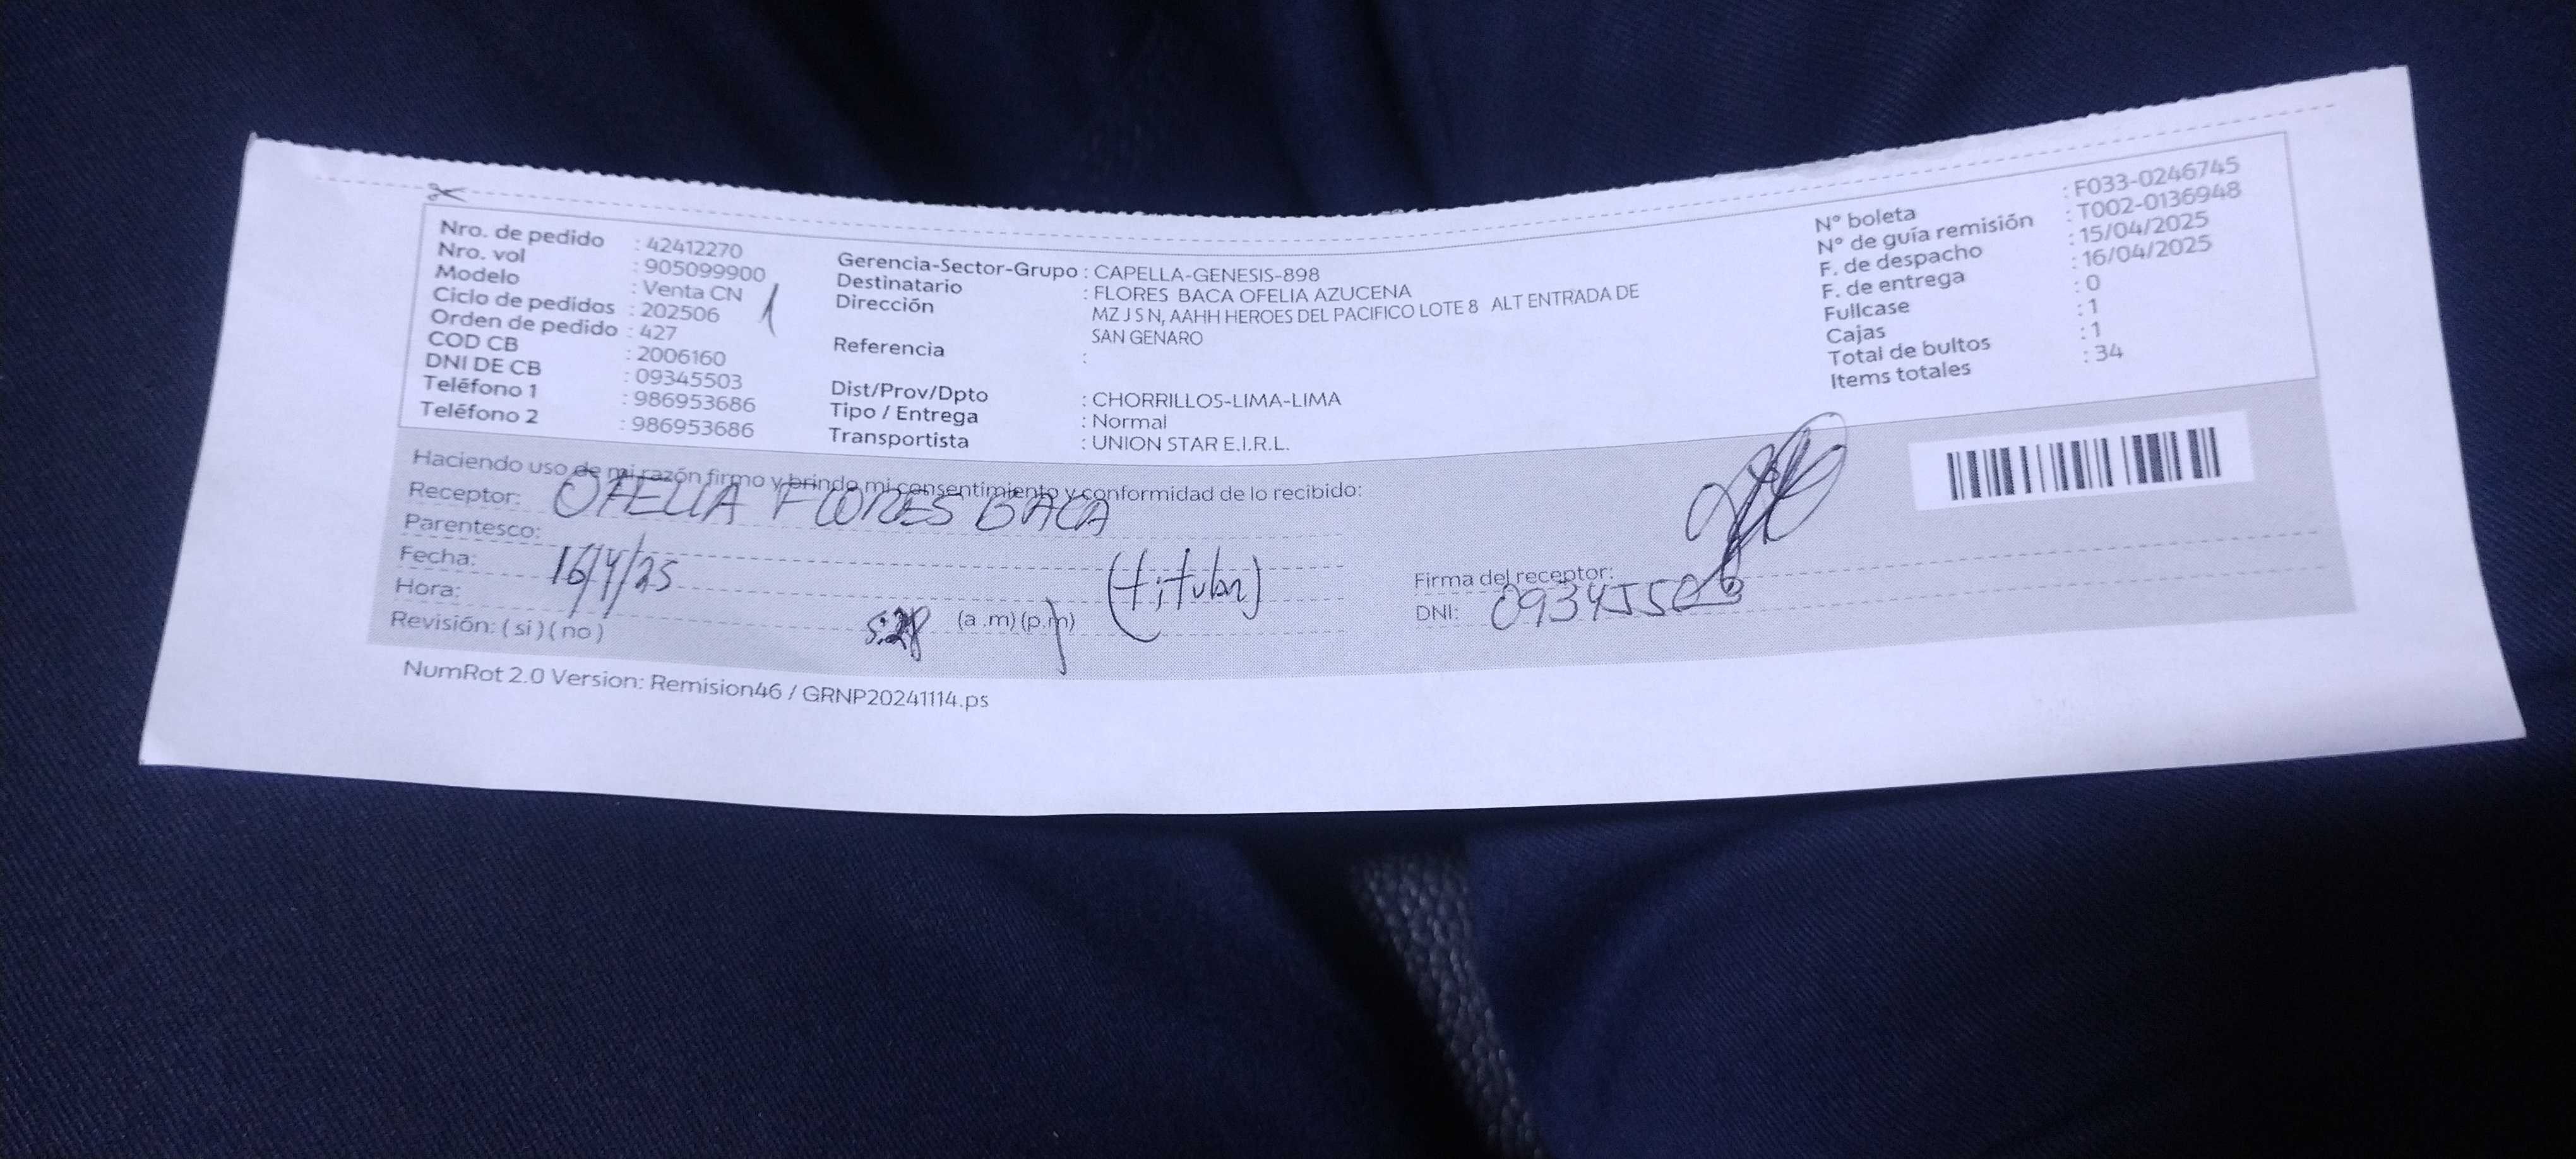 Nro. de pedido : 42412270
Nro. vol : 905099900
Modelo : Venta CN
Ciclo de pedidos : 202506
Orden de pedido : 427
COD CB : 2006160
DNI DE CB : 09345503
Teléfono 1 : 986953686
Teléfono 2 : 986953686
Gerencia-Sector-Grupo : CAPELLA-GENESIS-898
Destinatario : FLORES BACA OFELIA AZUCENA
Dirección MZ J S N, AAHH HEROES DEL PACIFICO LOTE 8 ALT ENTRADA DE
SAN GENARO
Referencia :
Dist/Prov/Dpto : CHORRILLOS-LIMA-LIMA
Tipo / Entrega : Normal
Transportista : UNION STAR E.I.R.L.
N° boleta : F033-0246745
N° de guía remisión : T002-0136948
F. de despacho : 15/04/2025
F. de entrega : 16/04/2025
Fullcase : 0
Cajas : 1
Total de bultos : 1
Items totales : 34
Haciendo uso de mi razón firmo y brindo mi consentimiento y conformidad de lo recibido:
Receptor: OFELIA FLORES BACA
Parentesco:
Fecha: 16/4/25 (titular)
Hora: 5:28 (a .m) (p.m)
Revisión: ( si ) ( no )
Firma del receptor:
DNI: 09345503
NumRot 2.0 Version: Remision46 / GRNP20241114.ps